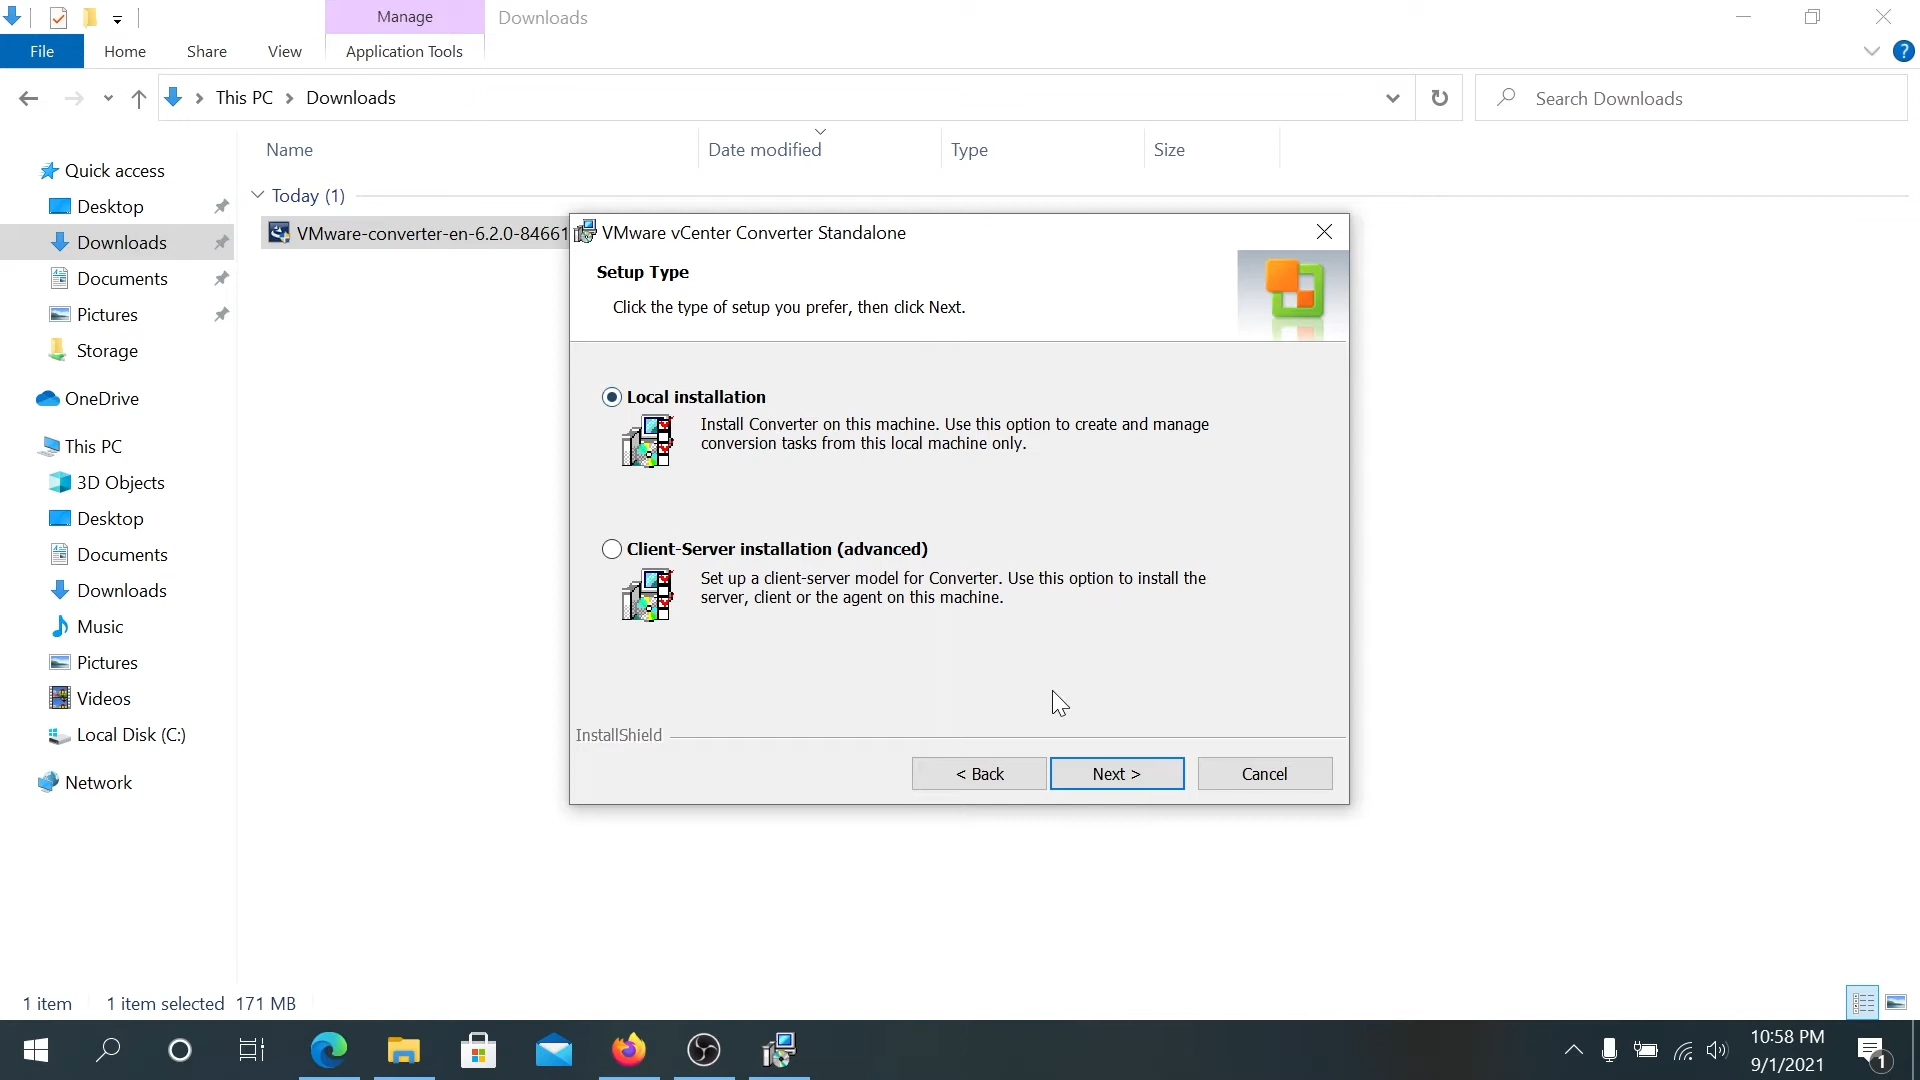 Manage
Downloads
File
Home
Share
View
Application Tools
?
This PC
Downloads
Search Downloads
Name
Date modified
Type
Size
Quick access
Desktop
Downloads
Documents
Pictures
Storage
OneDrive
This PC
3D Objects
Desktop
Documents
Downloads
Music
Pictures
Videos
Local Disk (C:)
Network
Today (1)
VMware-converter-en-6.2.0-84661
VMware vCenter Converter Standalone
Setup Type
Click the type of setup you prefer, then click Next.
Local installation
Install Converter on this machine. Use this option to create and manage
conversion tasks from this local machine only.
Client-Server installation (advanced)
Set up a client-server model for Converter. Use this option to install the
server, client or the agent on this machine.
InstallShield
< Back
Next >
Cancel
1 item
1 item selected 171 MB
10:58 PM
9/1/2021
1